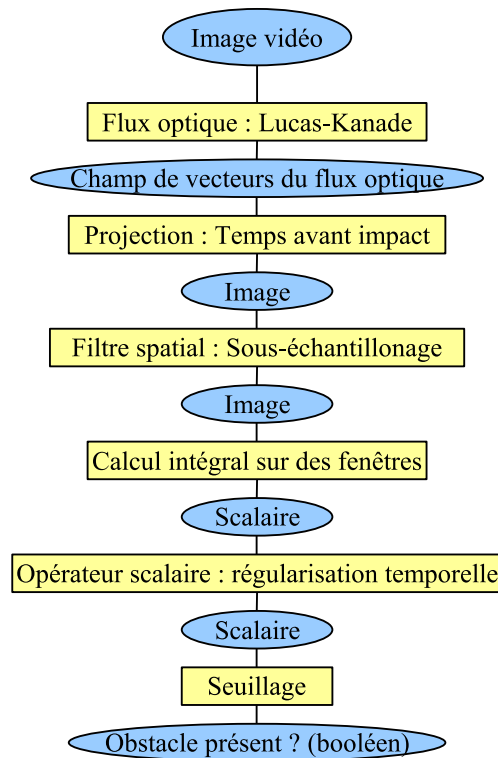 Image vidéo
Flux optique : Lucas-Kanade
Champ de vecteurs du flux optique
Projection : Temps avant impact
Image
Filtre spatial : Sous-échantillonage
Image
Calcul intégral sur des fenêtres
Scalaire
Opérateur scalaire : régularisation temporelle
Scalaire
Seuillage
Obstacle présent ? (booléen)